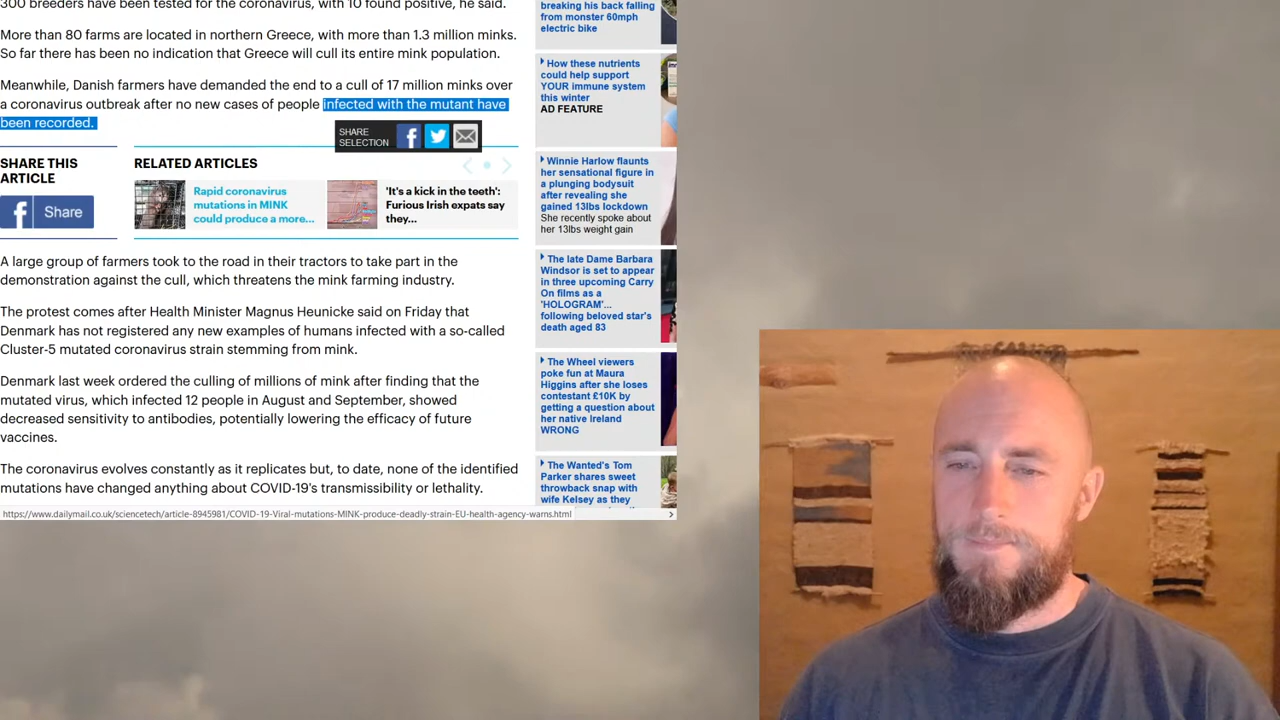 300 breeders have been tested for the coronavirus, with 10 found positive, he said.
More than 80 farms are located in northern Greece, with more than 1.3 million minks.
So far there has been no indication that Greece will cull its entire mink population.
Meanwhile, Danish farmers have demanded the end to a cull of 17 million minks over
a coronavirus outbreak after no new cases of people infected with the mutant have
been recorded.
SHARE
SELECTION
SHARE THIS
ARTICLE
f Share
RELATED ARTICLES
Rapid coronavirus
mutations in MINK
could produce a more...
'It's a kick in the teeth':
Furious Irish expats say
they...
A large group of farmers took to the road in their tractors to take part in the
demonstration against the cull, which threatens the mink farming industry.
The protest comes after Health Minister Magnus Heunicke said on Friday that
Denmark has not registered any new examples of humans infected with a so-called
Cluster-5 mutated coronavirus strain stemming from mink.
Denmark last week ordered the culling of millions of mink after finding that the
mutated virus, which infected 12 people in August and September, showed
decreased sensitivity to antibodies, potentially lowering the efficacy of future
vaccines.
The coronavirus evolves constantly as it replicates but, to date, none of the identified
mutations have changed anything about COVID-19's transmissibility or lethality.
https://www.dailymail.co.uk/sciencetech/article-8945981/COVID-19-Viral-mutations-MINK-produce-deadly-strain-EU-health-agency-warns.html
breaking his back falling
from monster 60mph
electric bike
How these nutrients
could help support
YOUR immune system
this winter
AD FEATURE
Winnie Harlow flaunts
her sensational figure in
a plunging bodysuit
after revealing she
gained 13lbs lockdown
She recently spoke about
her 13lbs weight gain
The late Dame Barbara
Windsor is set to appear
in three upcoming Carry
On films as a
'HOLOGRAM'...
following beloved star's
death aged 83
The Wheel viewers
poke fun at Maura
Higgins after she loses
contestant £10K by
getting a question about
her native Ireland
WRONG
The Wanted's Tom
Parker shares sweet
throwback snap with
wife Kelsey as they